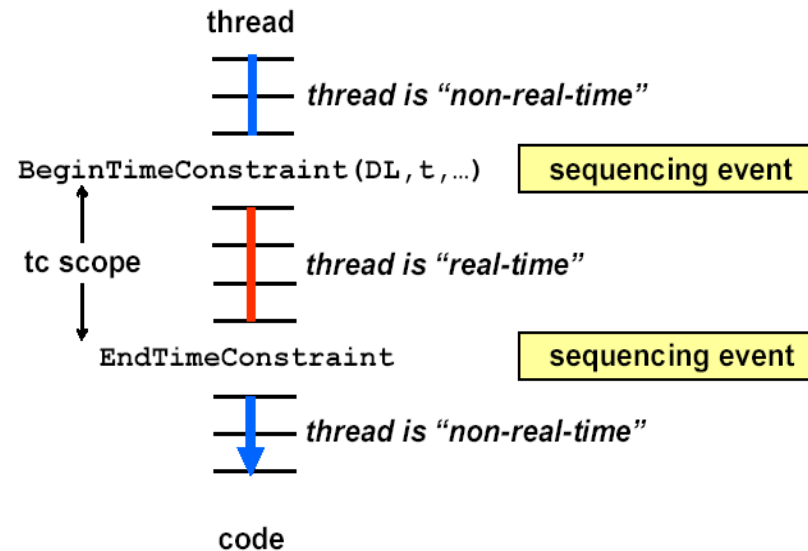 thread
thread is “non-real-time”
BeginTimeConstraint(DL,t,…)
sequencing event
tc scope
thread is “real-time”
EndTimeConstraint
sequencing event
thread is “non-real-time”
code